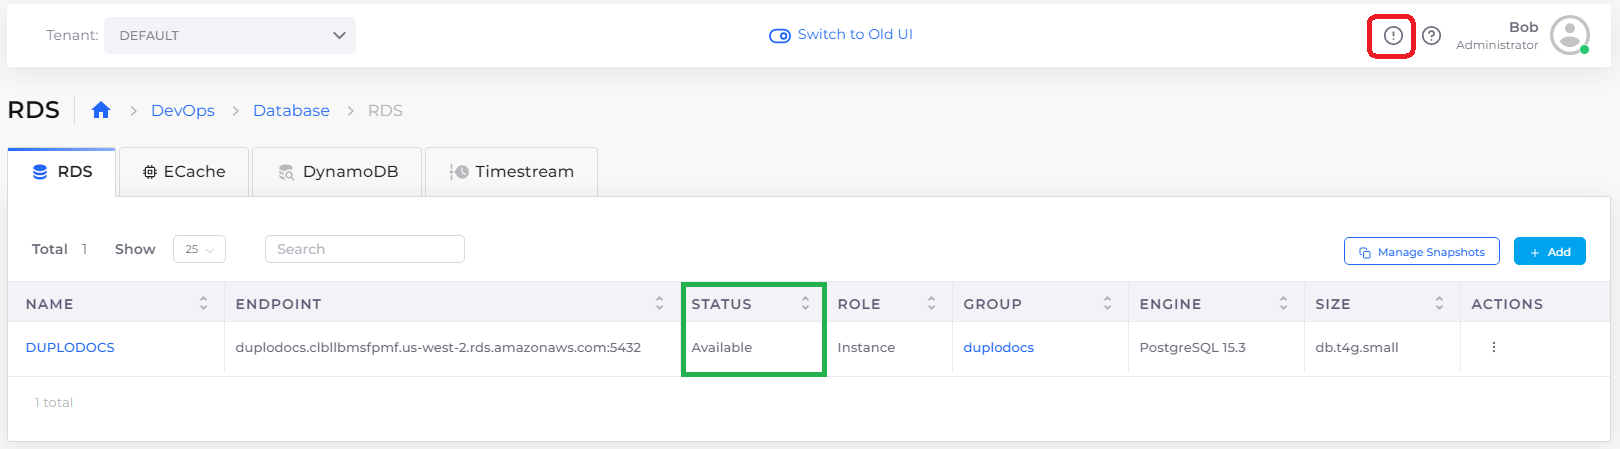 Tenant: DEFAULT
Switch to Old UI
Bob
Administrator
RDS
DevOps > Database > RDS
RDS ECache DynamoDB Timestream
Total 1 Show 25 Search Manage Snapshots + Add
NAME ENDPOINT STATUS ROLE GROUP ENGINE SIZE ACTIONS
DUPLODOCS duplodocs.clbllbmsfpmf.us-west-2.rds.amazonaws.com:5432 Available Instance duplodocs PostgreSQL 15.3 db.t4g.small
1 total